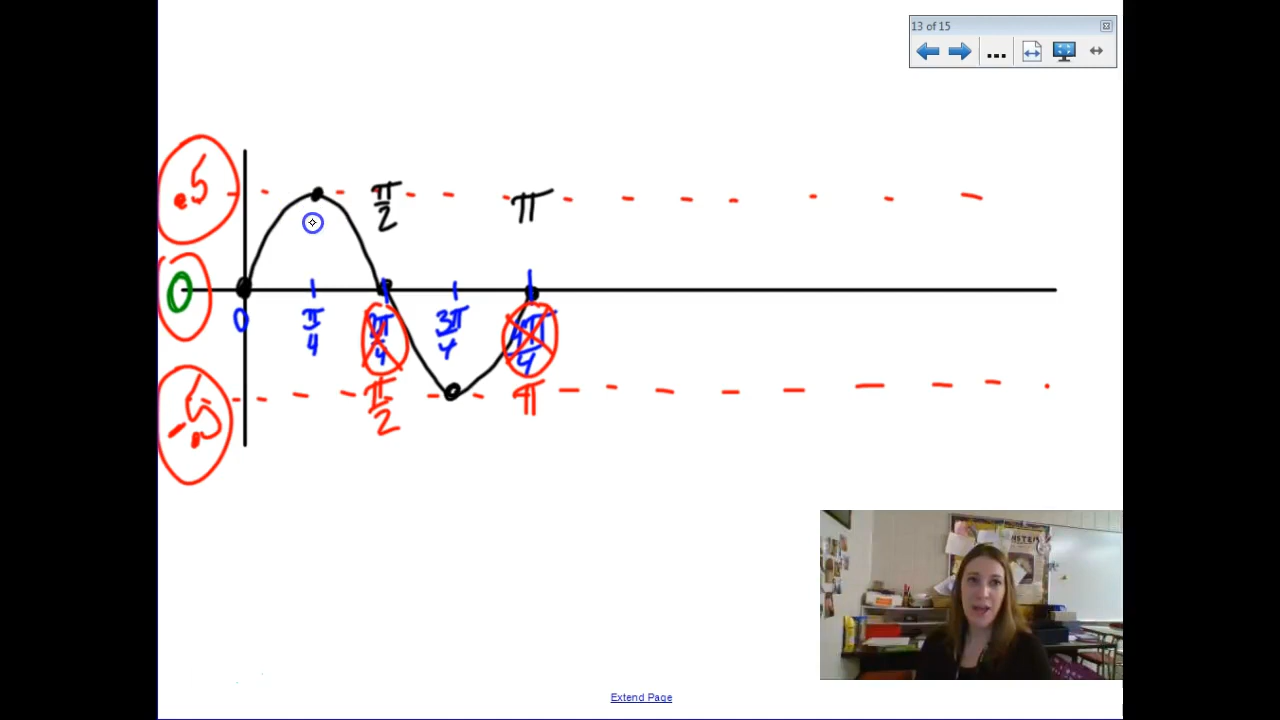 13 of 15
.5
π/2
π
0
0
π/4
2π/4
3π/4
4π/4
-.5
π/2
π
Extend Page